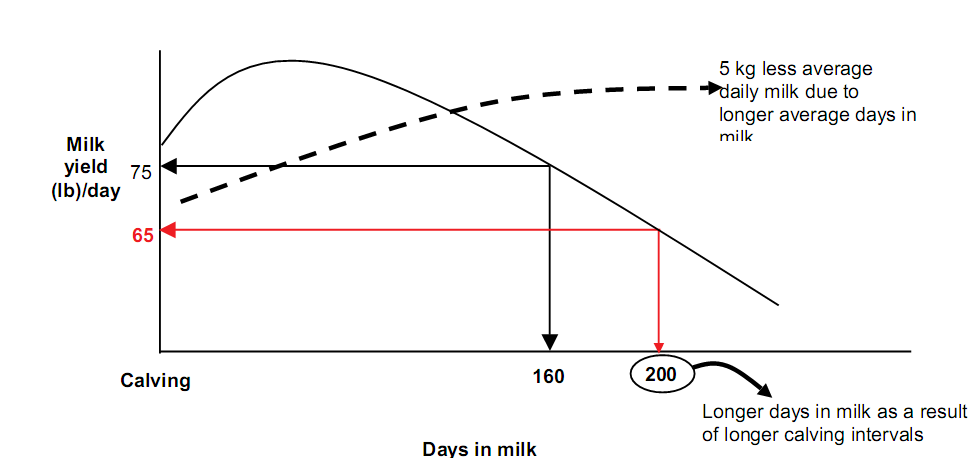 5 kg less average
daily milk due to
longer average days in
milk
Milk
yield
(lb)/day
75
65
Calving
160
200
Longer days in milk as a result
of longer calving intervals
Days in milk